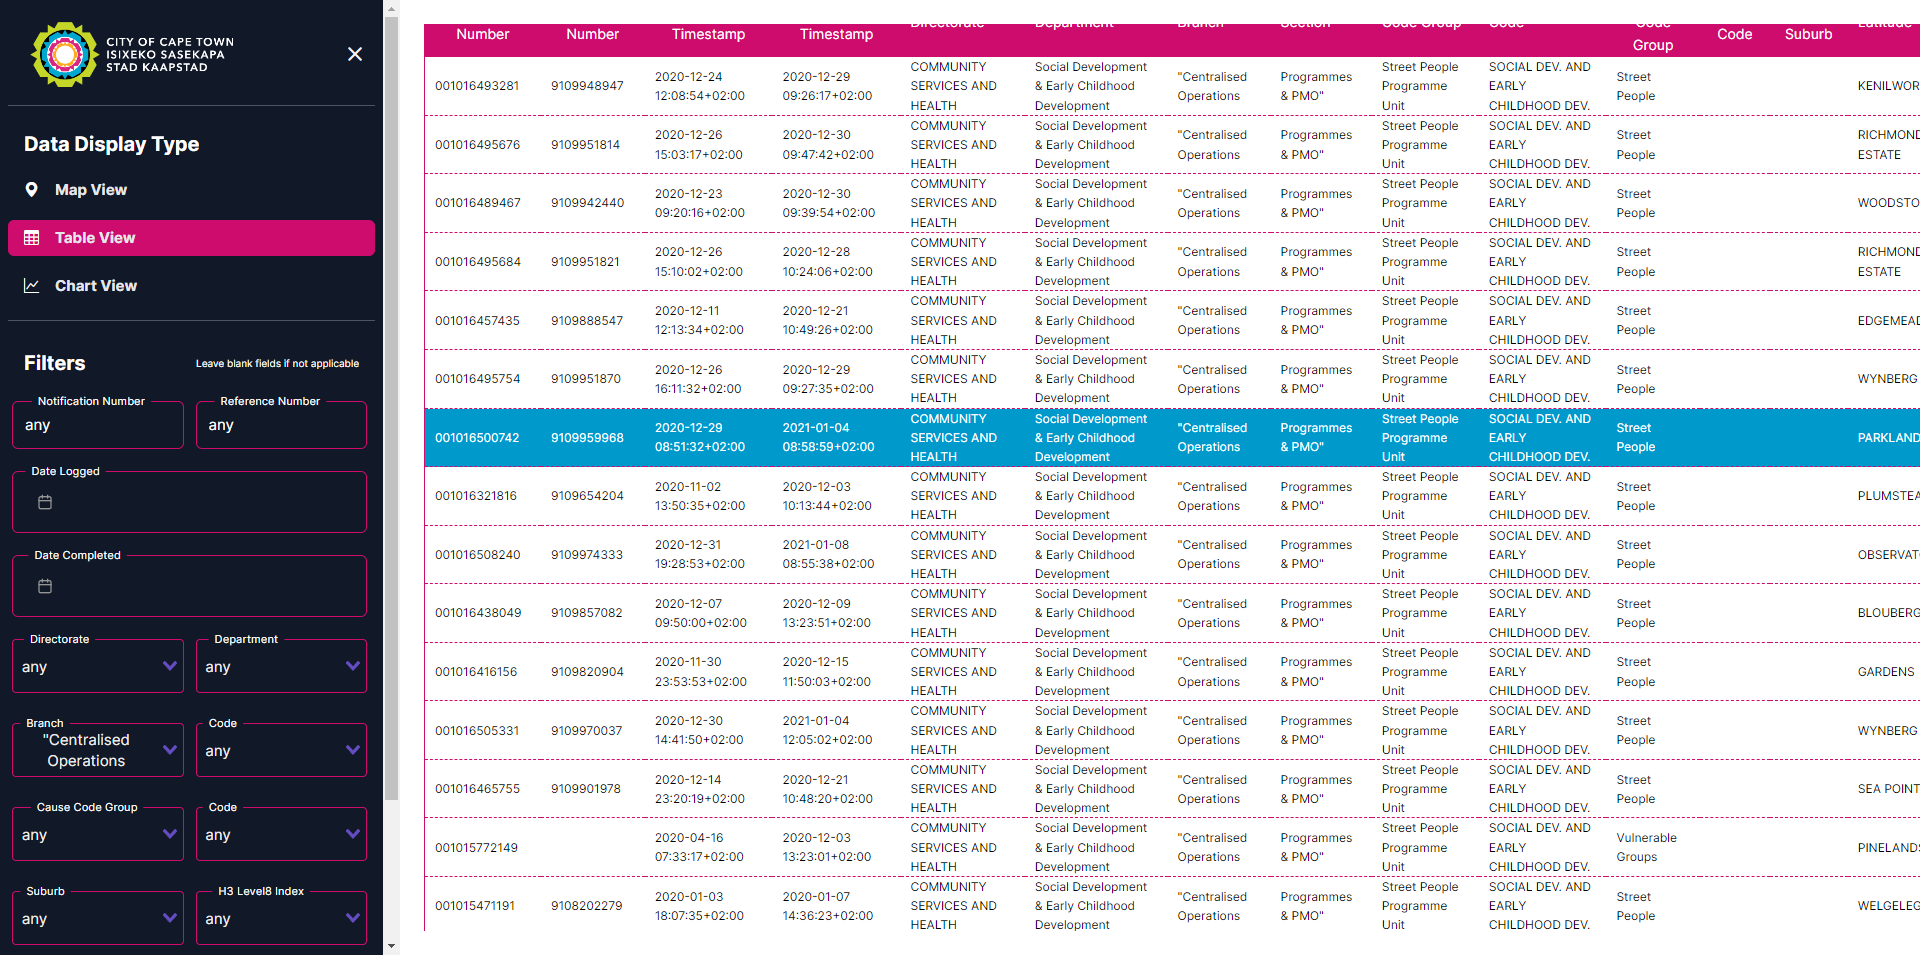 CITY OF CAPE TOWN
ISIXEKO SASEKAPA
STAD KAAPSTAD
Data Display Type
Map View
Table View
Chart View
Filters
Leave blank fields if not applicable
Notification Number
any
Reference Number
any
Date Logged
Date Completed
Directorate
any
Department
any
Branch
"Centralised
Operations
Code
any
Cause Code Group
any
Code
any
Suburb
any
H3 Level8 Index
any
Number Number Timestamp Timestamp Directorate Department Branch Section Code Group Code Code Group Code Suburb Latitude
001016493281 9109948947 2020-12-24 12:08:54+02:00 2020-12-29 09:26:17+02:00 COMMUNITY SERVICES AND HEALTH Social Development & Early Childhood Development "Centralised Operations Programmes & PMO" Street People Programme Unit SOCIAL DEV. AND EARLY CHILDHOOD DEV. Street People KENILWOR
001016495676 9109951814 2020-12-26 15:03:17+02:00 2020-12-30 09:47:42+02:00 COMMUNITY SERVICES AND HEALTH Social Development & Early Childhood Development "Centralised Operations Programmes & PMO" Street People Programme Unit SOCIAL DEV. AND EARLY CHILDHOOD DEV. Street People RICHMOND ESTATE
001016489467 9109942440 2020-12-23 09:20:16+02:00 2020-12-30 09:39:54+02:00 COMMUNITY SERVICES AND HEALTH Social Development & Early Childhood Development "Centralised Operations Programmes & PMO" Street People Programme Unit SOCIAL DEV. AND EARLY CHILDHOOD DEV. Street People WOODSTO
001016495684 9109951821 2020-12-26 15:10:02+02:00 2020-12-28 10:24:06+02:00 COMMUNITY SERVICES AND HEALTH Social Development & Early Childhood Development "Centralised Operations Programmes & PMO" Street People Programme Unit SOCIAL DEV. AND EARLY CHILDHOOD DEV. Street People RICHMOND ESTATE
001016457435 9109888547 2020-12-11 12:13:34+02:00 2020-12-21 10:49:26+02:00 COMMUNITY SERVICES AND HEALTH Social Development & Early Childhood Development "Centralised Operations Programmes & PMO" Street People Programme Unit SOCIAL DEV. AND EARLY CHILDHOOD DEV. Street People EDGEMEAD
001016495754 9109951870 2020-12-26 16:11:32+02:00 2020-12-29 09:27:35+02:00 COMMUNITY SERVICES AND HEALTH Social Development & Early Childhood Development "Centralised Operations Programmes & PMO" Street People Programme Unit SOCIAL DEV. AND EARLY CHILDHOOD DEV. Street People WYNBERG
001016500742 9109959968 2020-12-29 08:51:32+02:00 2021-01-04 08:58:59+02:00 COMMUNITY SERVICES AND HEALTH Social Development & Early Childhood Development "Centralised Operations Programmes & PMO" Street People Programme Unit SOCIAL DEV. AND EARLY CHILDHOOD DEV. Street People PARKLAND
001016321816 9109654204 2020-11-02 13:50:35+02:00 2020-12-03 10:13:44+02:00 COMMUNITY SERVICES AND HEALTH Social Development & Early Childhood Development "Centralised Operations Programmes & PMO" Street People Programme Unit SOCIAL DEV. AND EARLY CHILDHOOD DEV. Street People PLUMSTEA
001016508240 9109974333 2020-12-31 19:28:53+02:00 2021-01-08 08:55:38+02:00 COMMUNITY SERVICES AND HEALTH Social Development & Early Childhood Development "Centralised Operations Programmes & PMO" Street People Programme Unit SOCIAL DEV. AND EARLY CHILDHOOD DEV. Street People OBSERVAT
001016438049 9109857082 2020-12-07 09:50:00+02:00 2020-12-09 13:23:51+02:00 COMMUNITY SERVICES AND HEALTH Social Development & Early Childhood Development "Centralised Operations Programmes & PMO" Street People Programme Unit SOCIAL DEV. AND EARLY CHILDHOOD DEV. Street People BLOUBERG
001016416156 9109820904 2020-11-30 23:53:53+02:00 2020-12-15 11:50:03+02:00 COMMUNITY SERVICES AND HEALTH Social Development & Early Childhood Development "Centralised Operations Programmes & PMO" Street People Programme Unit SOCIAL DEV. AND EARLY CHILDHOOD DEV. Street People GARDENS
001016505331 9109970037 2020-12-30 14:41:50+02:00 2021-01-04 12:05:02+02:00 COMMUNITY SERVICES AND HEALTH Social Development & Early Childhood Development "Centralised Operations Programmes & PMO" Street People Programme Unit SOCIAL DEV. AND EARLY CHILDHOOD DEV. Street People WYNBERG
001016465755 9109901978 2020-12-14 23:20:19+02:00 2020-12-21 10:48:20+02:00 COMMUNITY SERVICES AND HEALTH Social Development & Early Childhood Development "Centralised Operations Programmes & PMO" Street People Programme Unit SOCIAL DEV. AND EARLY CHILDHOOD DEV. Street People SEA POINT
001015772149 2020-04-16 07:33:17+02:00 2020-12-03 13:23:01+02:00 COMMUNITY SERVICES AND HEALTH Social Development & Early Childhood Development "Centralised Operations Programmes & PMO" Street People Programme Unit SOCIAL DEV. AND EARLY CHILDHOOD DEV. Vulnerable Groups PINELANDS
001015471191 9108202279 2020-01-03 18:07:35+02:00 2020-01-07 14:36:23+02:00 COMMUNITY SERVICES AND HEALTH Social Development & Early Childhood Development "Centralised Operations Programmes & PMO" Street People Programme Unit SOCIAL DEV. AND EARLY CHILDHOOD DEV. Street People WELGELEG